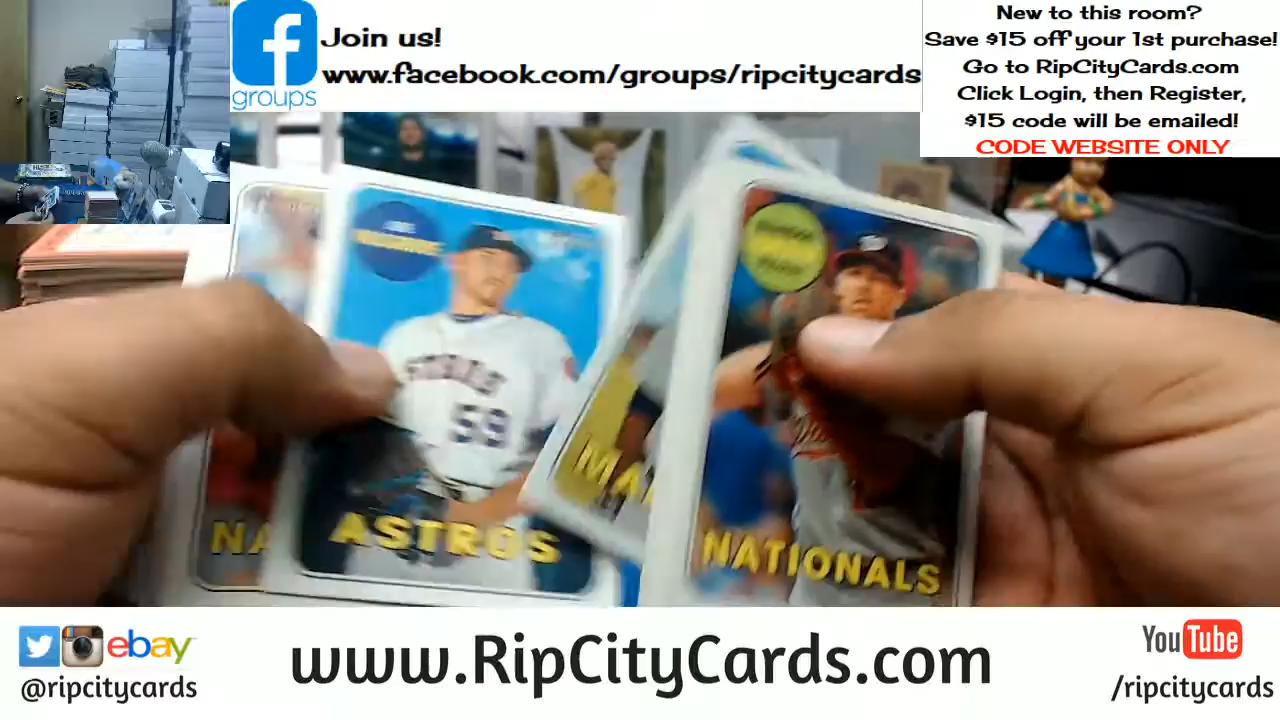 groups
Join us!
www.facebook.com/groups/ripcitycards
New to this room?
Save $15 off your 1st purchase!
Go to RipCityCards.com
Click Login, then Register,
$15 code will be emailed!
CODE WEBSITE ONLY
59
ASTROS
NA
MA
NATIONALS
ebay
@ripcitycards
www.RipCityCards.com
YouTube
/ripcitycards